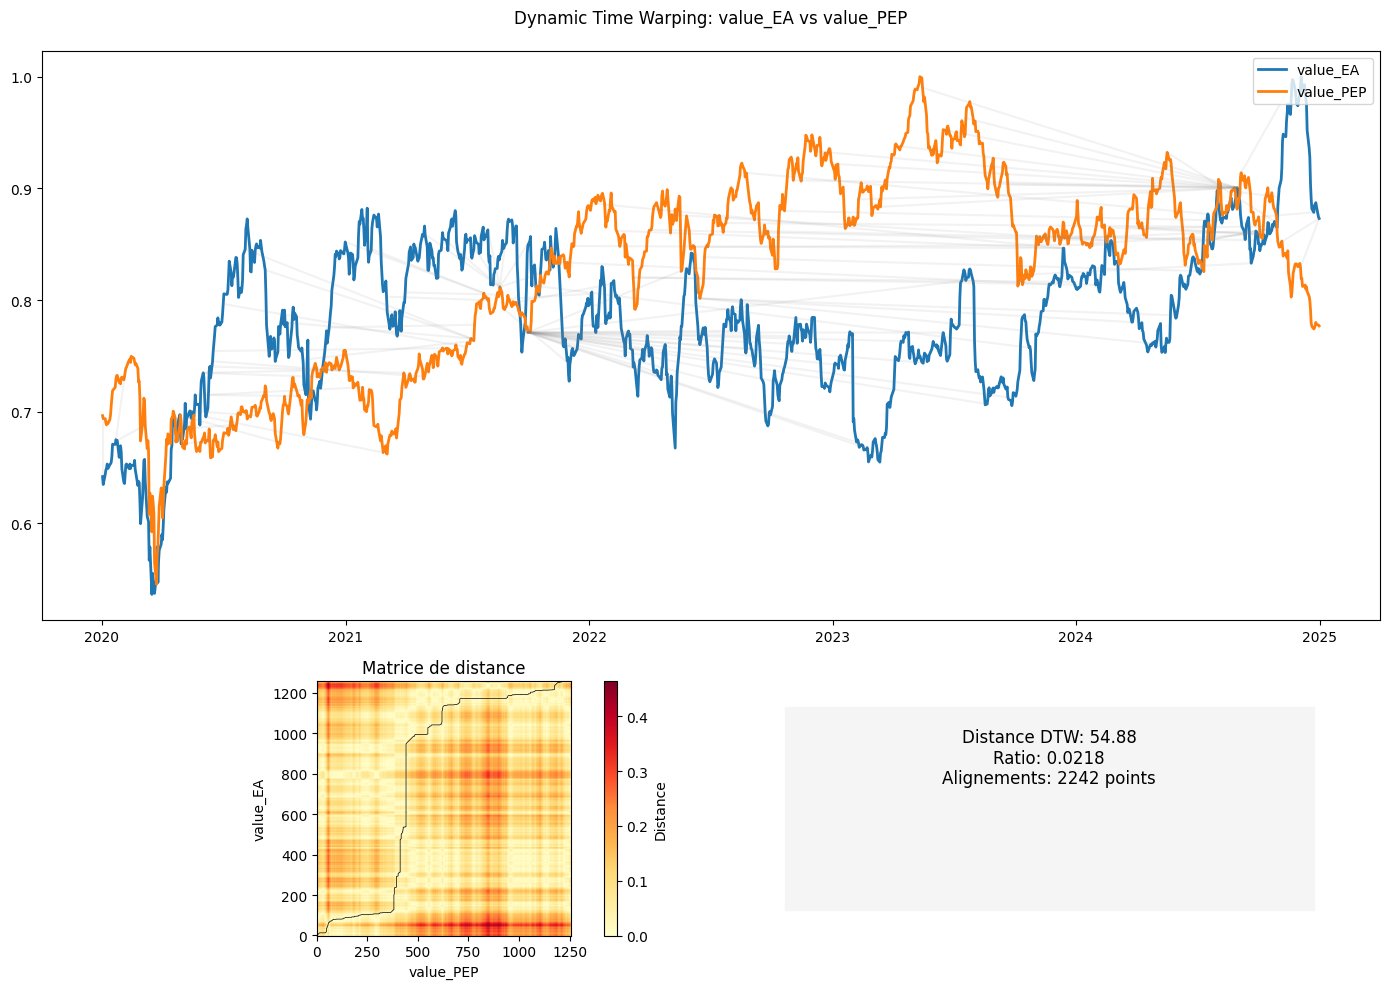 Dynamic Time Warping: value_EA vs value_PEP
1.0
0.9
0.8
0.7
0.6
value_EA
value_PEP
2020 2021 2022 2023 2024 2025
Matrice de distance
1200
1000
800
600
400
200
0
value_EA
0 250 500 750 1000 1250
value_PEP
0.4
0.3
0.2
0.1
0.0
Distance
Distance DTW: 54.88
Ratio: 0.0218
Alignements: 2242 points